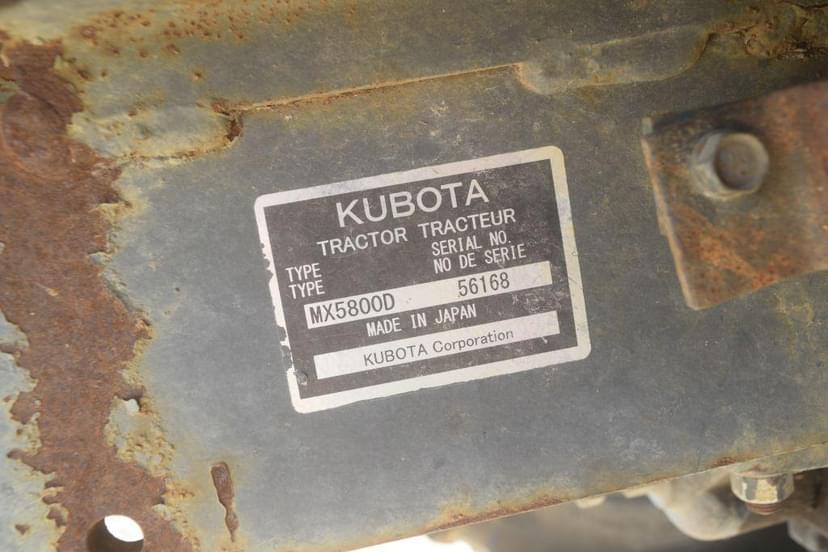 KUBOTA
TRACTOR TRACTEUR
TYPE SERIAL NO.
TYPE NO DE SERIE
MX5800D 56168
MADE IN JAPAN
KUBOTA Corporation